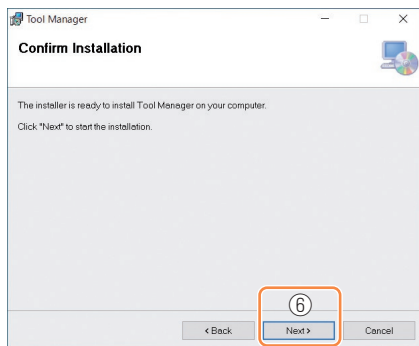 Tool Manager
Confirm Installation
The installer is ready to install Tool Manager on your computer.
Click "Next" to start the installation.
⑥
< Back Next > Cancel